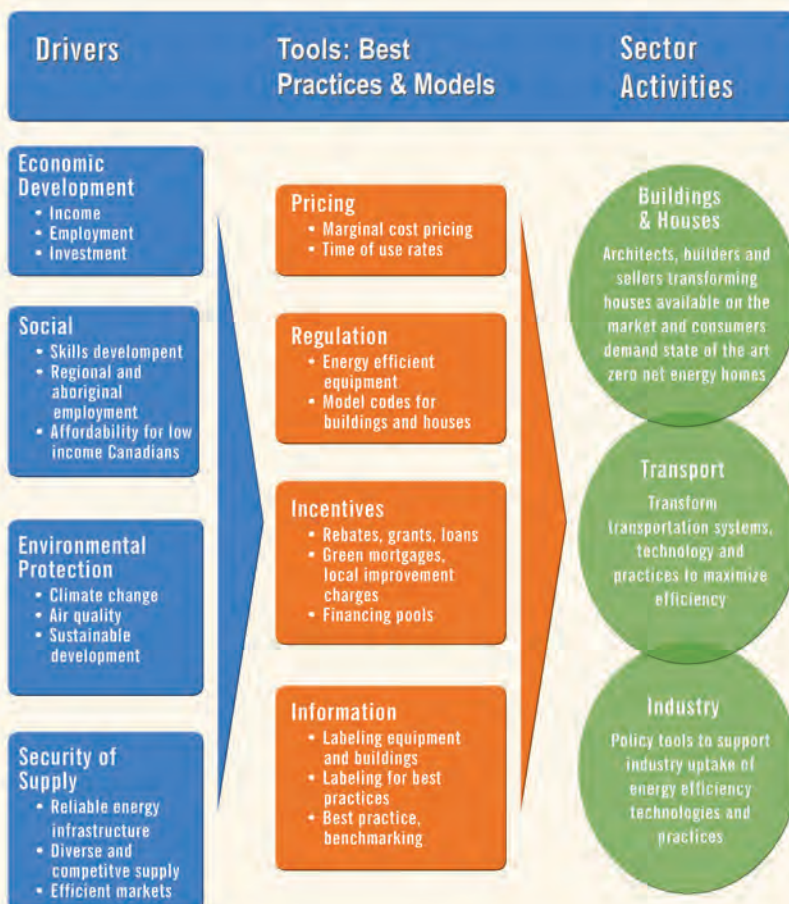 Drivers
Tools: Best
Practices & Models
Sector
Activities
Economic
Development
• Income
• Employment
• Investment
Social
• Skills develompent
• Regional and
aboriginal
employment
• Affordability for low
income Canadians
Environmental
Protection
• Climate change
• Air quality
• Sustainable
development
Security of
Supply
• Reliable energy
infrastructure
• Diverse and
competitve supply
• Efficient markets
Pricing
• Marginal cost pricing
• Time of use rates
Regulation
• Energy efficient
equipment
• Model codes for
buildings and houses
Incentives
• Rebates, grants, loans
• Green mortgages,
local improvement
charges
• Financing pools
Information
• Labeling equipment
and buildings
• Labeling for best
practices
• Best practice,
benchmarking
Buildings
& Houses
Architects, builders and
sellers transforming
houses available on the
market and consumers
demand state of the art
zero net energy homes
Transport
Transform
transportation systems,
technology and
practices to maximize
efficiency
Industry
Policy tools to support
industry uptake of
energy efficiency
technologies and
practices